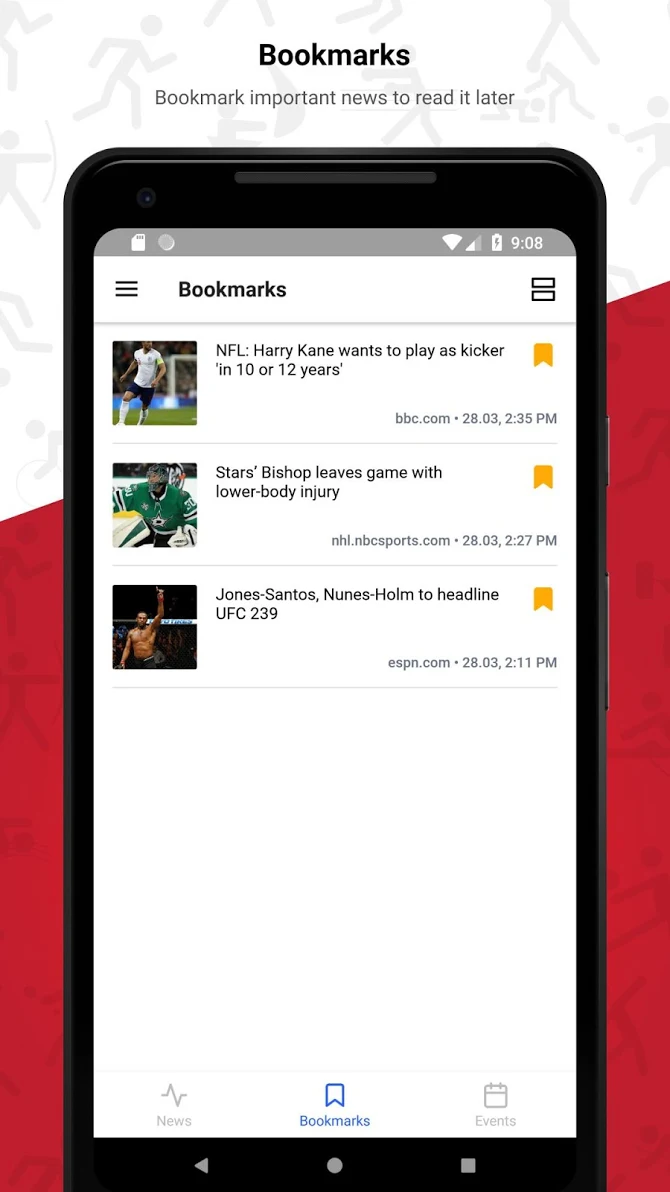 Bookmarks
Bookmark important news to read it later
9:08
Bookmarks
NFL: Harry Kane wants to play as kicker
'in 10 or 12 years'
bbc.com • 28.03, 2:35 PM
Stars’ Bishop leaves game with
lower-body injury
nhl.nbcsports.com • 28.03, 2:27 PM
Jones-Santos, Nunes-Holm to headline
UFC 239
espn.com • 28.03, 2:11 PM
News
Bookmarks
Events